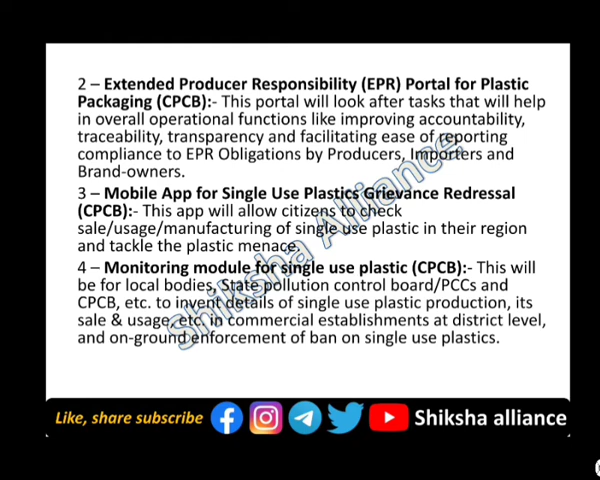 2 – Extended Producer Responsibility (EPR) Portal for Plastic
Packaging (CPCB):- This portal will look after tasks that will help
in overall operational functions like improving accountability,
traceability, transparency and facilitating ease of reporting
compliance to EPR Obligations by Producers, Importers and
Brand-owners.
3 – Mobile App for Single Use Plastics Grievance Redressal
(CPCB):- This app will allow citizens to check
sale/usage/manufacturing of single use plastic in their region
and tackle the plastic menace.
4 – Monitoring module for single use plastic (CPCB):- This will
be for local bodies, State pollution control board/PCCs and
CPCB, etc. to invent details of single use plastic production, its
sale & usage, etc. in commercial establishments at district level,
and on-ground enforcement of ban on single use plastics.
Shiksha Alliance
Like, share subscribe Shiksha alliance